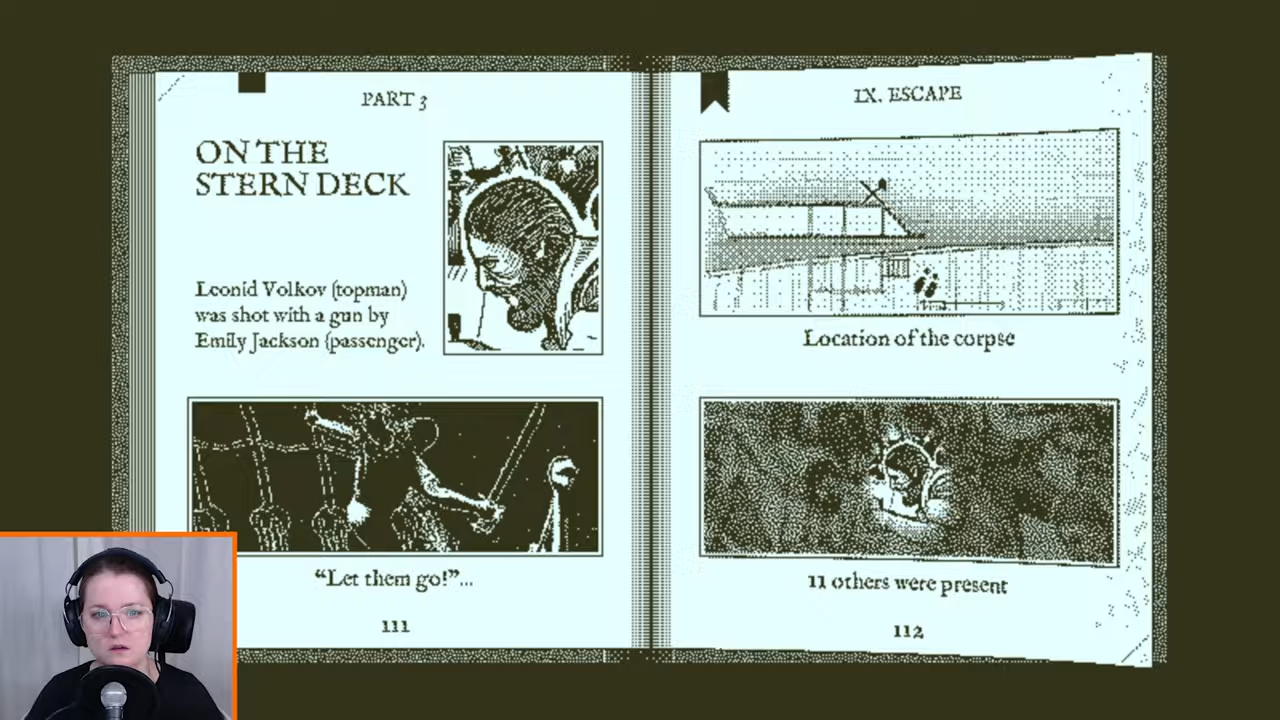 PART 3
ON THE
STERN DECK
Leonid Volkov (topman)
was shot with a gun by
Emily Jackson (passenger).
"Let them go!"...
111
IX. ESCAPE
Location of the corpse
11 others were present
112